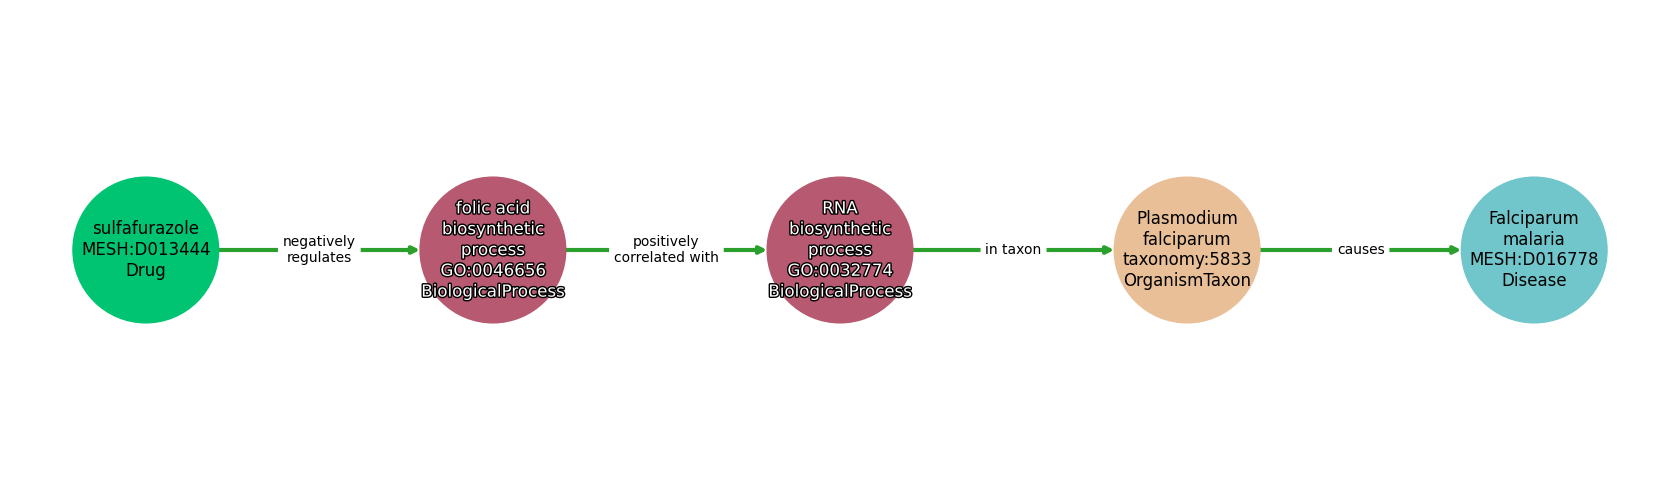 sulfafurazole
MESH:D013444
Drug
negatively
regulates
folic acid
biosynthetic
process
GO:0046656
BiologicalProcess
positively
correlated with
RNA
biosynthetic
process
GO:0032774
BiologicalProcess
in taxon
Plasmodium
falciparum
taxonomy:5833
OrganismTaxon
causes
Falciparum
malaria
MESH:D016778
Disease